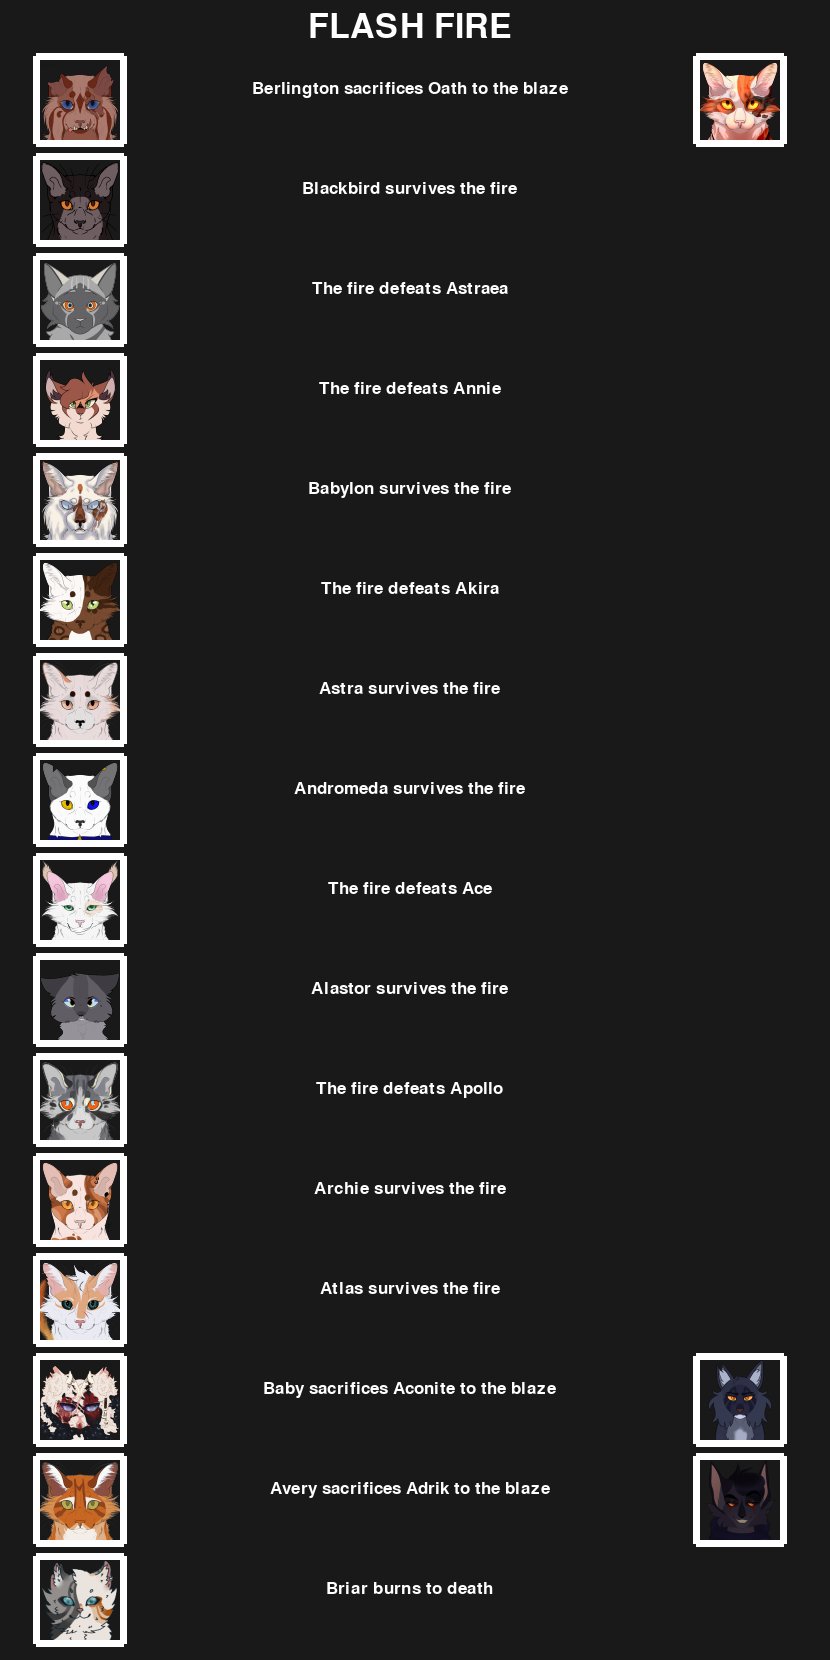 FLASH FIRE
Berlington sacrifices Oath to the blaze
Blackbird survives the fire
The fire defeats Astraea
The fire defeats Annie
Babylon survives the fire
The fire defeats Akira
Astra survives the fire
Andromeda survives the fire
The fire defeats Ace
Alastor survives the fire
The fire defeats Apollo
Archie survives the fire
Atlas survives the fire
Baby sacrifices Aconite to the blaze
Avery sacrifices Adrik to the blaze
Briar burns to death